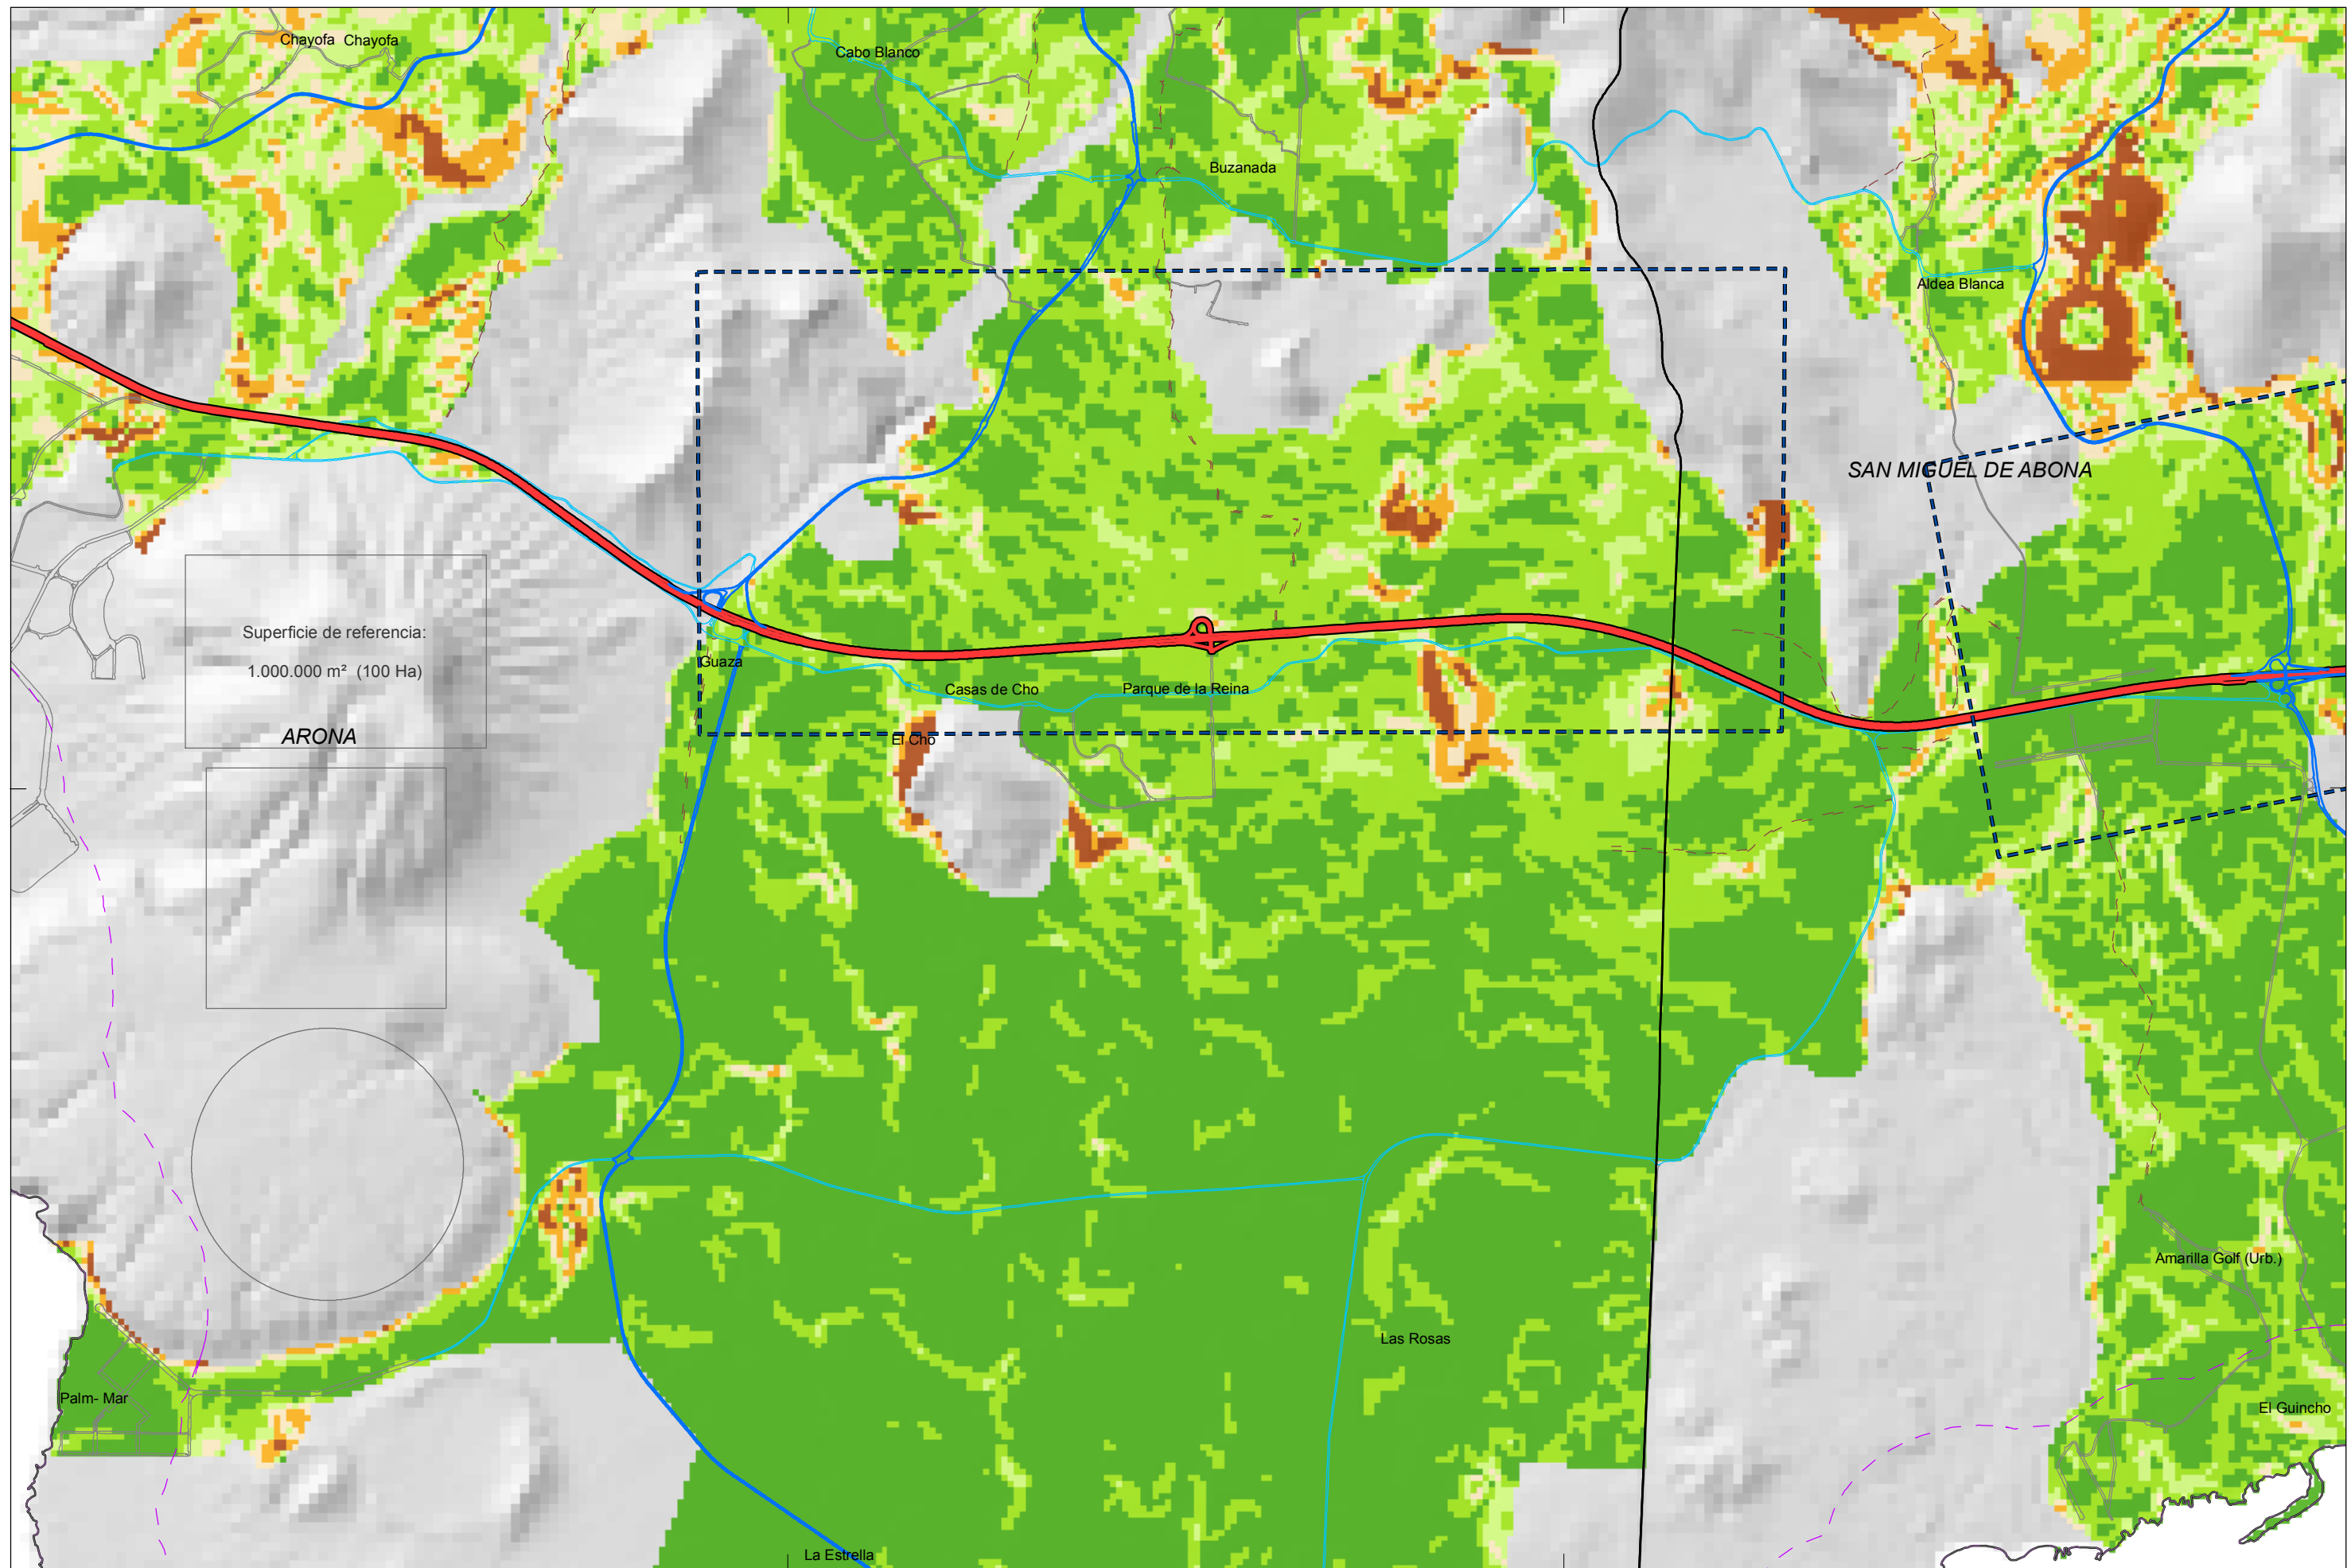 Chayofa Chayofa
Cabo Blanco
Buzanada
Aldea Blanca
SAN MIGUEL DE ABONA
Superficie de referencia:
1.000.000 m² (100 Ha)
Guaza
Casas de Cho
Parque de la Reina
ARONA
El Cho
Amarilla Golf (Urb.)
Las Rosas
Palm- Mar
El Guincho
La Estrella